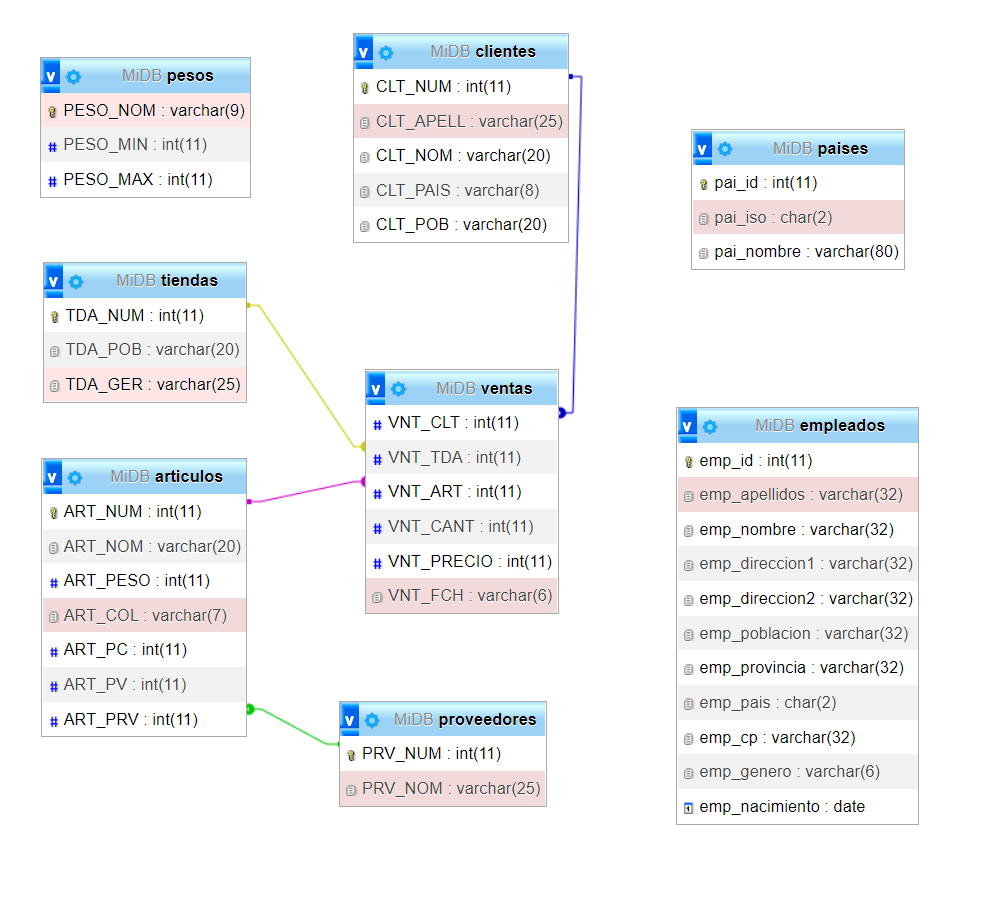 MiDB pesos
PESO_NOM : varchar(9)
PESO_MIN : int(11)
PESO_MAX : int(11)
MiDB clientes
CLT_NUM : int(11)
CLT_APELL : varchar(25)
CLT_NOM : varchar(20)
CLT_PAIS : varchar(8)
CLT_POB : varchar(20)
MiDB paises
pai_id : int(11)
pai_iso : char(2)
pai_nombre : varchar(80)
MiDB tiendas
TDA_NUM : int(11)
TDA_POB : varchar(20)
TDA_GER : varchar(25)
MiDB ventas
VNT_CLT : int(11)
VNT_TDA : int(11)
VNT_ART : int(11)
VNT_CANT : int(11)
VNT_PRECIO : int(11)
VNT_FCH : varchar(6)
MiDB articulos
ART_NUM : int(11)
ART_NOM : varchar(20)
ART_PESO : int(11)
ART_COL : varchar(7)
ART_PC : int(11)
ART_PV : int(11)
ART_PRV : int(11)
MiDB proveedores
PRV_NUM : int(11)
PRV_NOM : varchar(25)
MiDB empleados
emp_id : int(11)
emp_apellidos : varchar(32)
emp_nombre : varchar(32)
emp_direccion1 : varchar(32)
emp_direccion2 : varchar(32)
emp_poblacion : varchar(32)
emp_provincia : varchar(32)
emp_pais : char(2)
emp_cp : varchar(32)
emp_genero : varchar(6)
emp_nacimiento : date